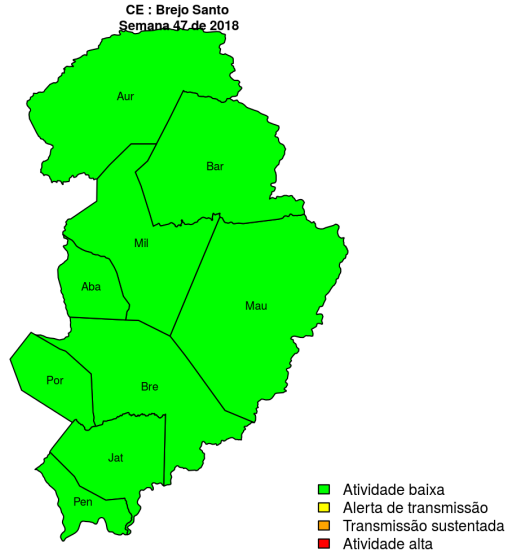 CE : Brejo Santo
Semana 47 de 2018
Aur
Bar
Mil
Aba
Mau
Por
Bre
Jat
Pen
Atividade baixa
Alerta de transmissão
Transmissão sustentada
Atividade alta